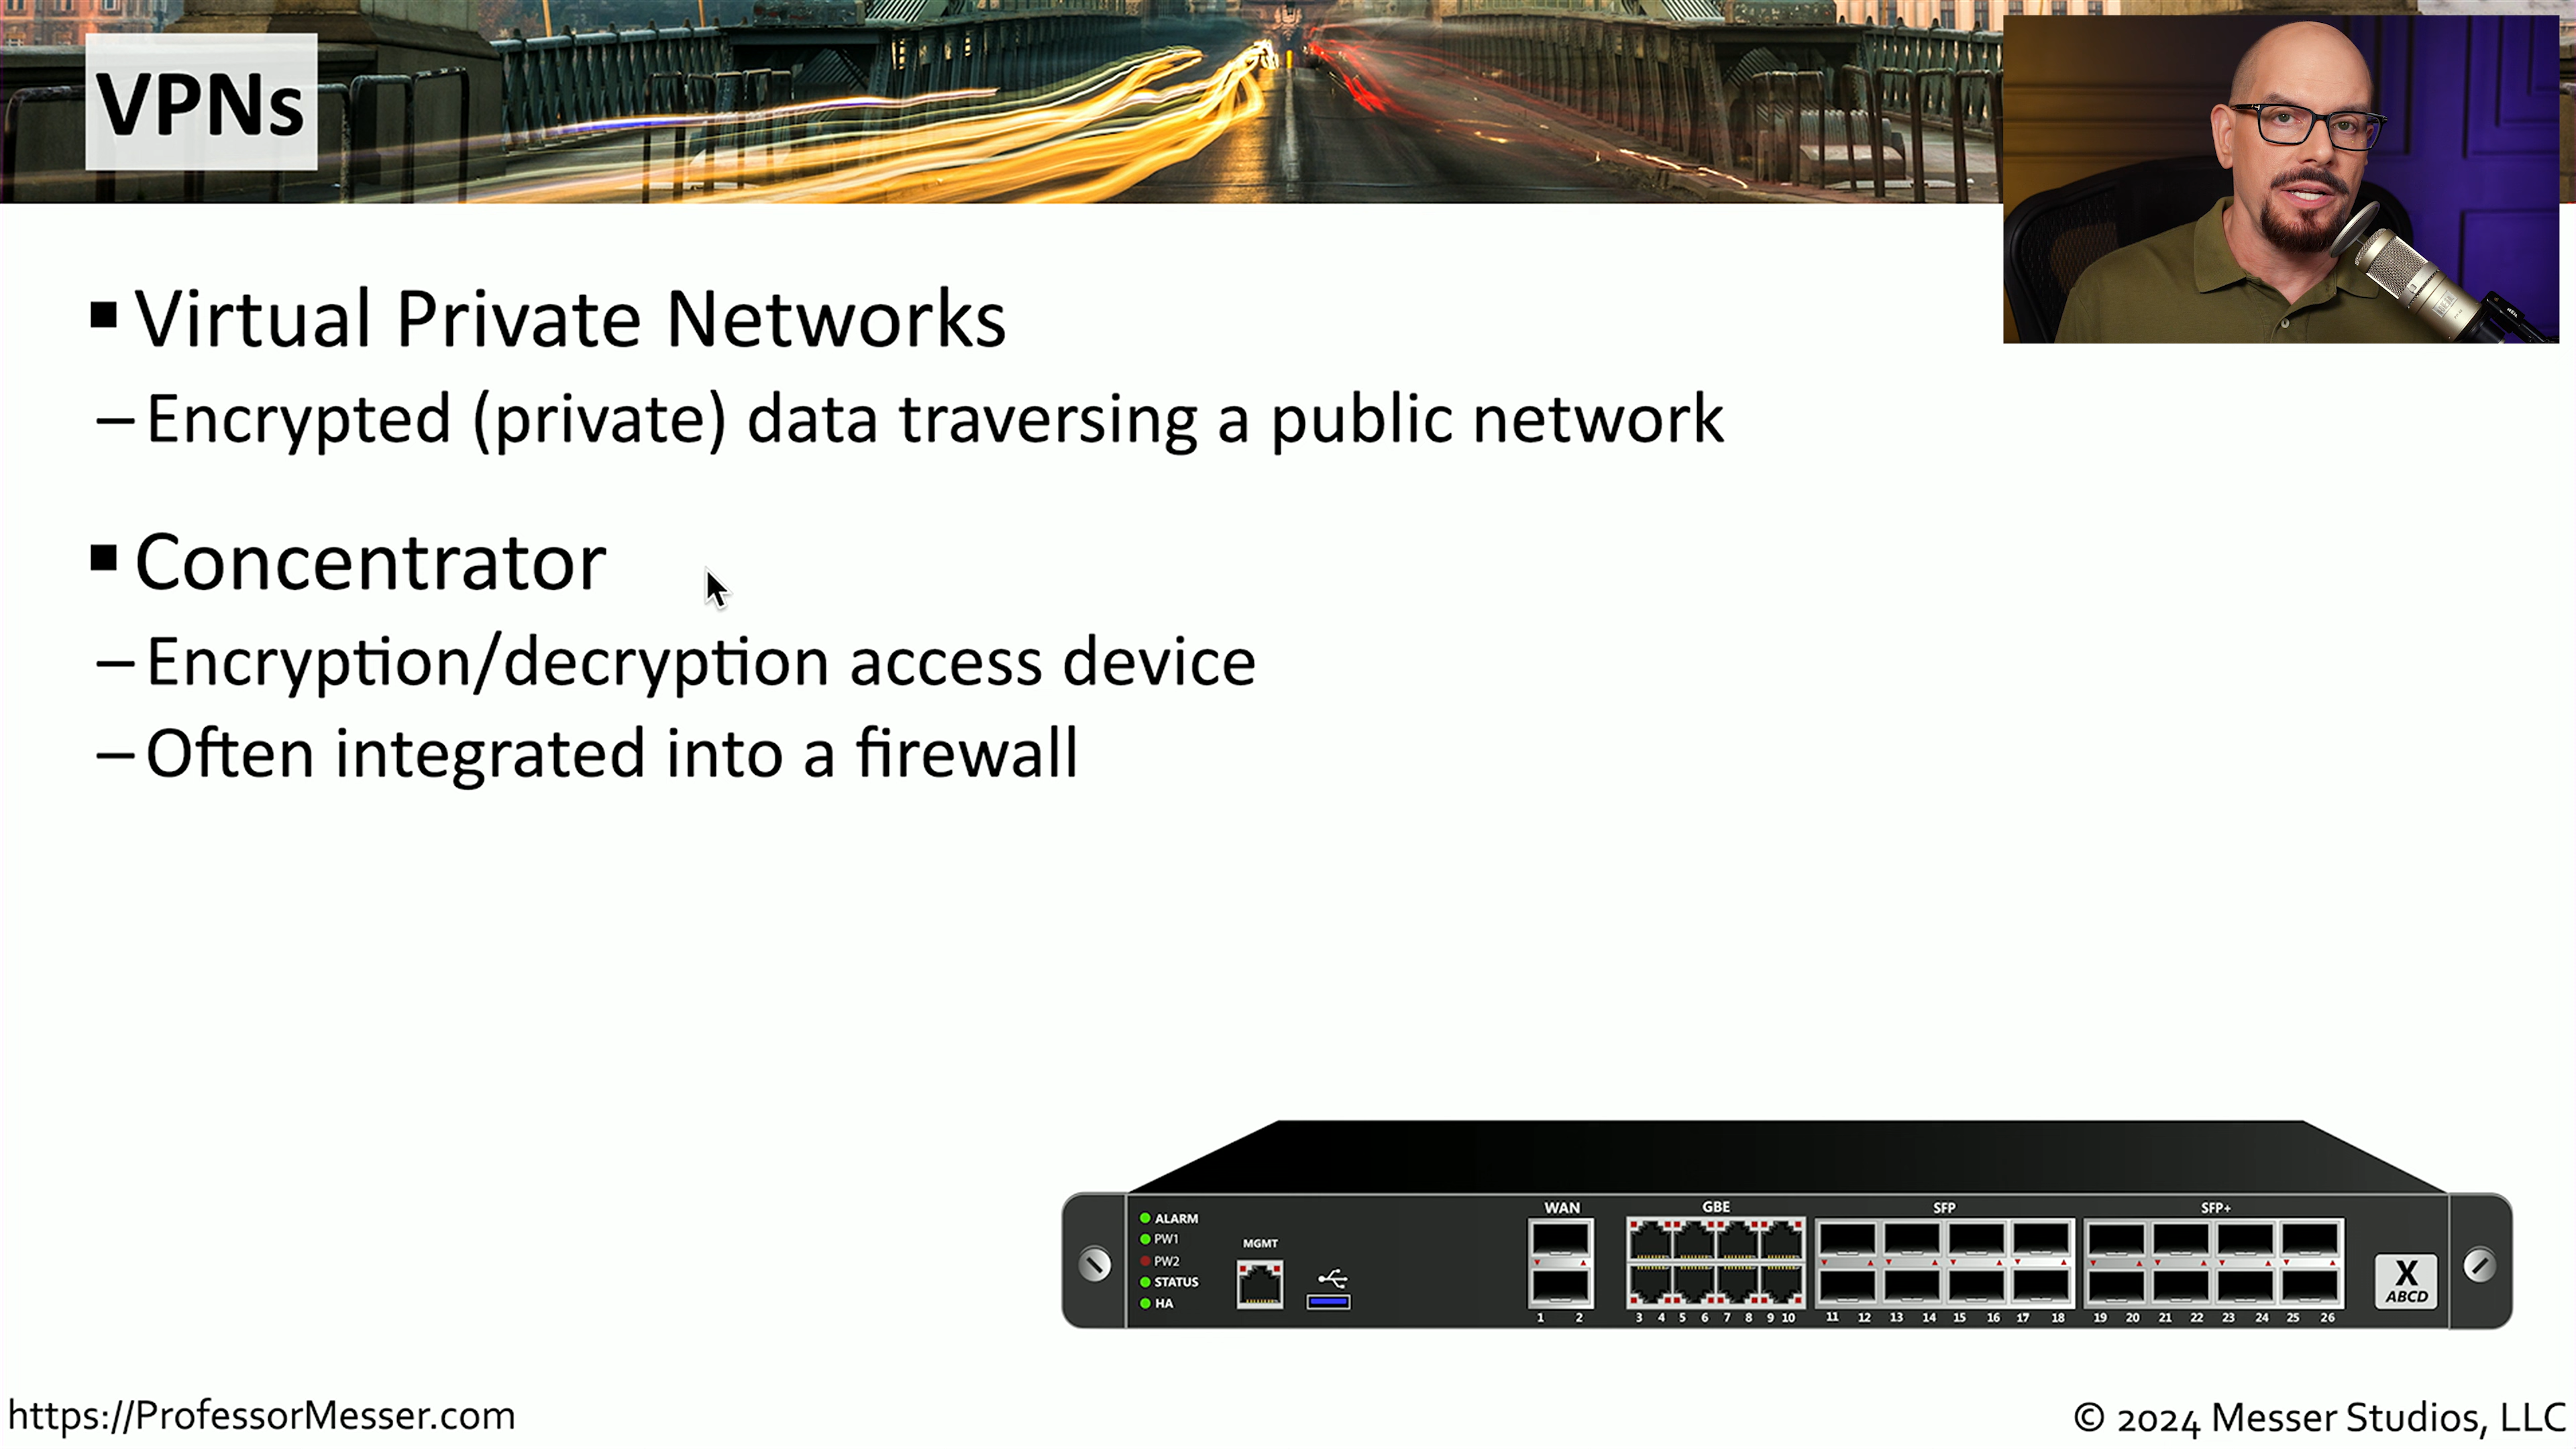 VPNs
▪ Virtual Private Networks
– Encrypted (private) data traversing a public network
▪ Concentrator
– Encryption/decryption access device
– Often integrated into a firewall
ALARM
PW1
PW2
STATUS
HA
MGMT
WAN
GBE
SFP
SFP+
X
ABCD
1 2 3 4 5 6 7 8 9 10 11 12 13 14 15 16 17 18 19 20 21 22 23 24 25 26
https://ProfessorMesser.com
© 2024 Messer Studios, LLC